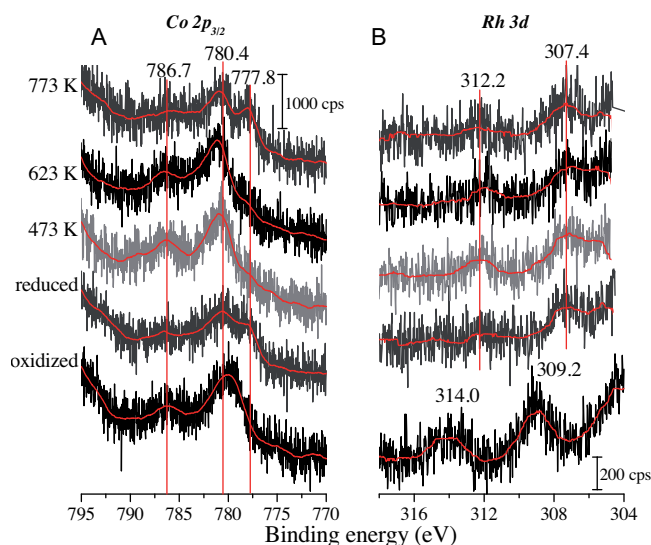 Co 2p3/2
Rh 3d
A
B
786.7
780.4
777.8
312.2
307.4
773 K
1000 cps
623 K
473 K
reduced
oxidized
314.0
309.2
200 cps
795 790 785 780 775 770
316 312 308 304
Binding energy (eV)